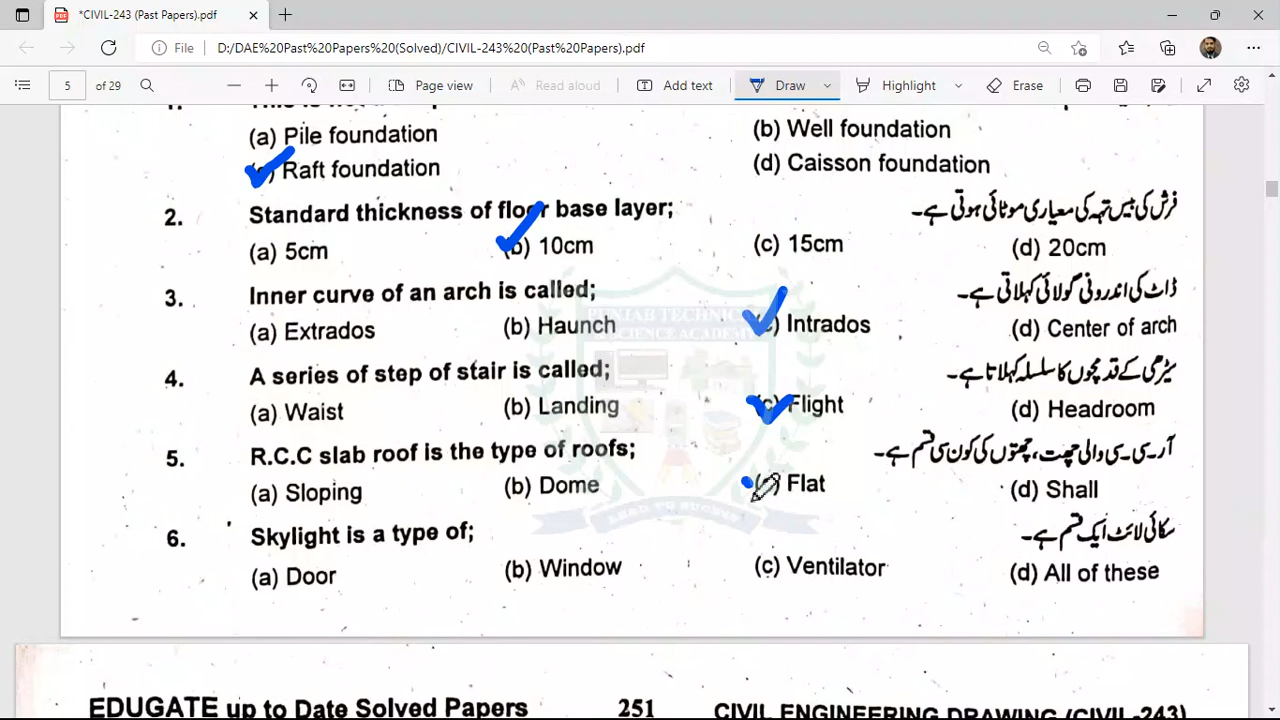 *CIVIL-243 (Past Papers).pdf
File D:/DAE%20Past%20Papers%20(Solved)/CIVIL-243%20(Past%20Papers).pdf
5 of 29 Page view Read aloud Add text Draw Highlight Erase
(a) Pile foundation (b) Well foundation
Raft foundation (d) Caisson foundation
2. Standard thickness of floor base layer; فرش کی بیس تہہ کی معیاری موٹائی ہوتی ہے۔
(a) 5cm (b) 10cm (c) 15cm (d) 20cm
3. Inner curve of an arch is called; ڈاٹ کی اندرونی گولائی کہلاتی ہے۔
(a) Extrados (b) Haunch (c) Intrados (d) Center of arch
PUNJAB TECHNICAL
& SCIENCE ACADEMY
4. A series of step of stair is called; سیڑھی کے قدمچوں کا سلسلہ کہلاتا ہے۔
(a) Waist (b) Landing (c) Flight (d) Headroom
5. R.C.C slab roof is the type of roofs; آر۔سی۔سی والی چھت، چھتوں کی کون سی قسم ہے۔
(a) Sloping (b) Dome (c) Flat (d) Shall
LEAD TO SUCCESS
6. Skylight is a type of; سکائی لائٹ ایک قسم ہے۔
(a) Door (b) Window (c) Ventilator (d) All of these
EDUGATE up to Date Solved Papers 251 CIVIL ENGINEERING DRAWING (CIVIL-243)